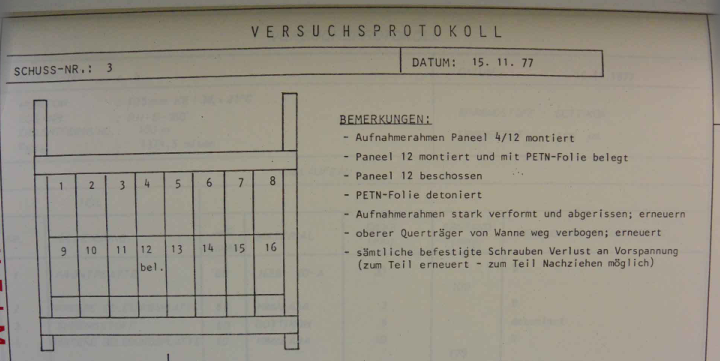 VERSUCHSPROTOKOLL
SCHUSS-NR.: 3
DATUM: 15. 11. 77
BEMERKUNGEN:
- Aufnahmerahmen Paneel 4/12 montiert
- Paneel 12 montiert und mit PETN-Folie belegt
- Paneel 12 beschossen
- PETN-Folie detoniert
- Aufnahmerahmen stark verformt und abgerissen; erneuern
- oberer Querträger von Wanne weg verbogen; erneuert
- sämtliche befestigte Schrauben Verlust an Vorspannung
(zum Teil erneuert - zum Teil Nachziehen möglich)
1 2 3 4 5 6 7 8
9 10 11 12 13 14 15 16
bel.